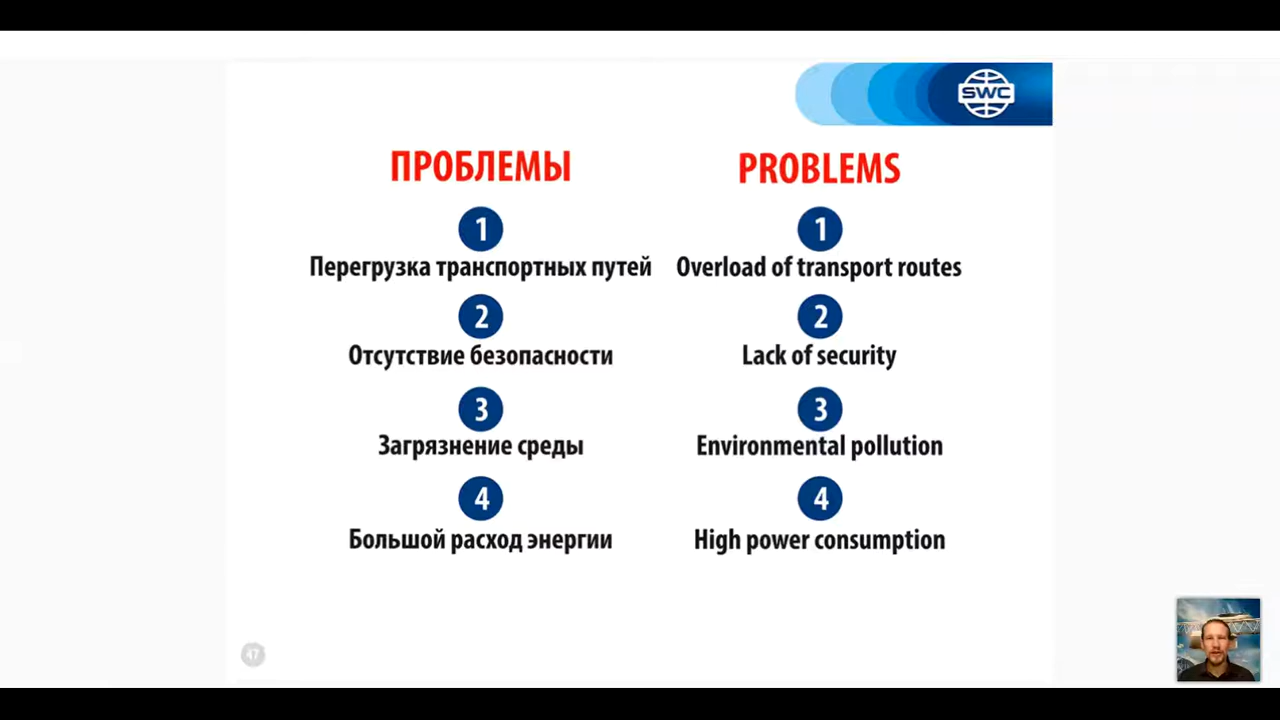 SWC
ПРОБЛЕМЫ
1
Перегрузка транспортных путей
2
Отсутствие безопасности
3
Загрязнение среды
4
Большой расход энергии
PROBLEMS
1
Overload of transport routes
2
Lack of security
3
Environmental pollution
4
High power consumption
47